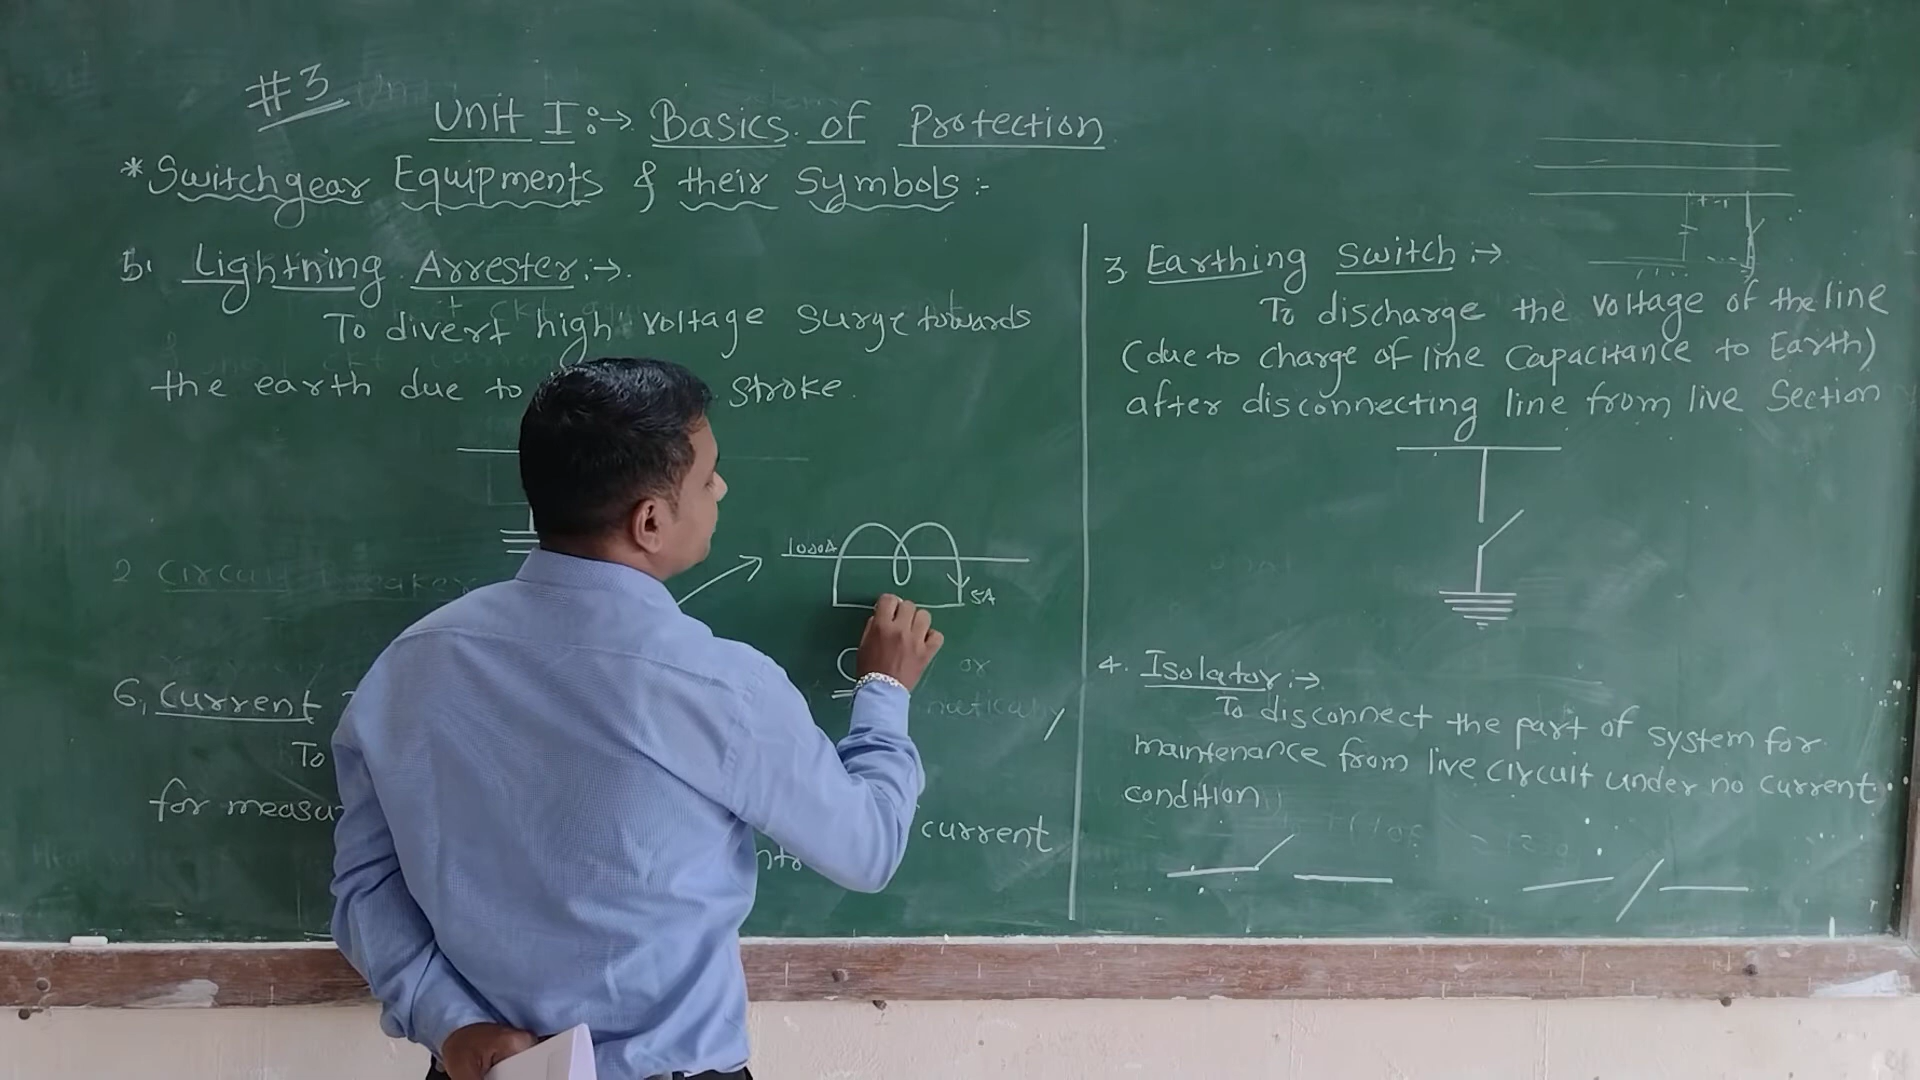 #3
Unit I :→ Basics of Protection
*Switchgear Equipments & their Symbols :-
5. Lightning Arrester :→.
To divert high voltage surge towards
the earth due to stroke.
1000A
5A
2 Circuit Breaker
or
6, Current
To
for measu
current
3. Earthing Switch :→
To discharge the voltage of the line
(due to charge of line capacitance to Earth)
after disconnecting line from live section
4. Isolator :→
To disconnect the part of system for
maintenance from live circuit under no current
condition